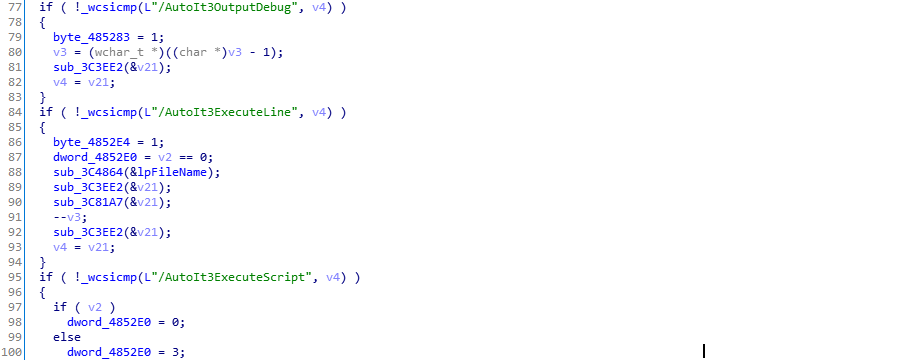 77 if ( !_wcsicmp(L"/AutoIt3OutputDebug", v4) )
78 {
79 byte_485283 = 1;
80 v3 = (wchar_t *)((char *)v3 - 1);
81 sub_3C3EE2(&v21);
82 v4 = v21;
83 }
84 if ( !_wcsicmp(L"/AutoIt3ExecuteLine", v4) )
85 {
86 byte_4852E4 = 1;
87 dword_4852E0 = v2 == 0;
88 sub_3C4864(&lpFileName);
89 sub_3C3EE2(&v21);
90 sub_3C81A7(&v21);
91 --v3;
92 sub_3C3EE2(&v21);
93 v4 = v21;
94 }
95 if ( !_wcsicmp(L"/AutoIt3ExecuteScript", v4) )
96 {
97 if ( v2 )
98 dword_4852E0 = 0;
99 else
100 dword_4852E0 = 3;